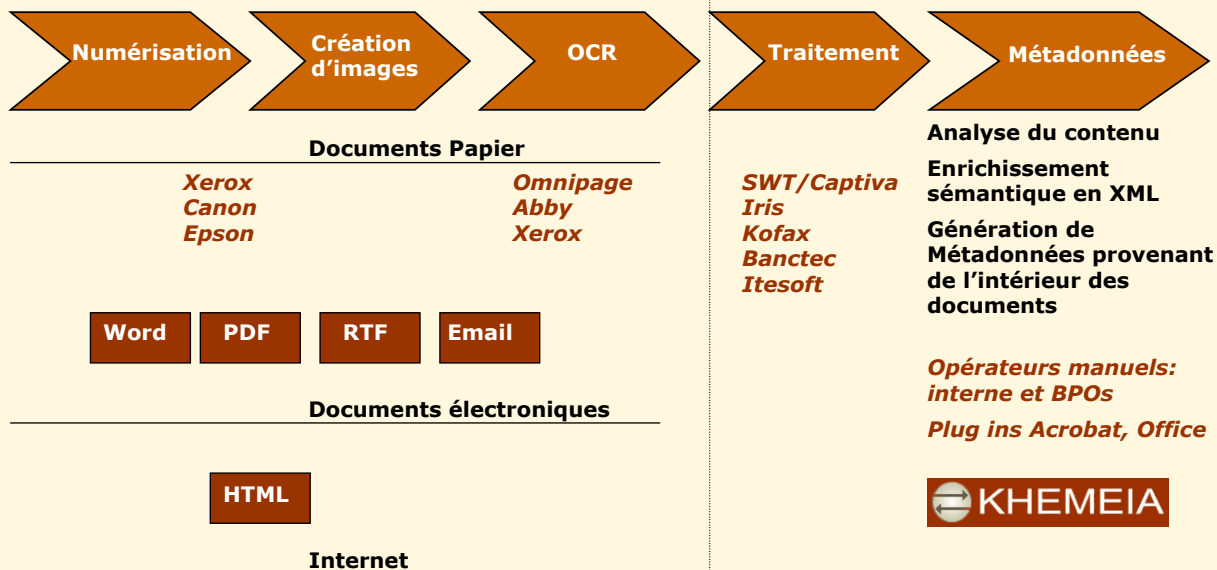 Numérisation
Création
d’images
OCR
Traitement
Métadonnées
Documents Papier
Xerox
Canon
Epson
Omnipage
Abby
Xerox
SWT/Captiva
Iris
Kofax
Banctec
Itesoft
Analyse du contenu
Enrichissement
sémantique en XML
Génération de
Métadonnées provenant
de l’intérieur des
documents
Word
PDF
RTF
Email
Opérateurs manuels:
interne et BPOs
Plug ins Acrobat, Office
Documents électroniques
HTML
KHEMEIA
Internet